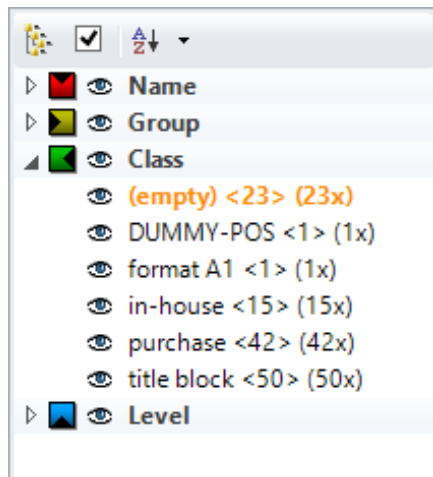 A
Z
Name
Group
Class
(empty) <23> (23x)
DUMMY-POS <1> (1x)
format A1 <1> (1x)
in-house <15> (15x)
purchase <42> (42x)
title block <50> (50x)
Level